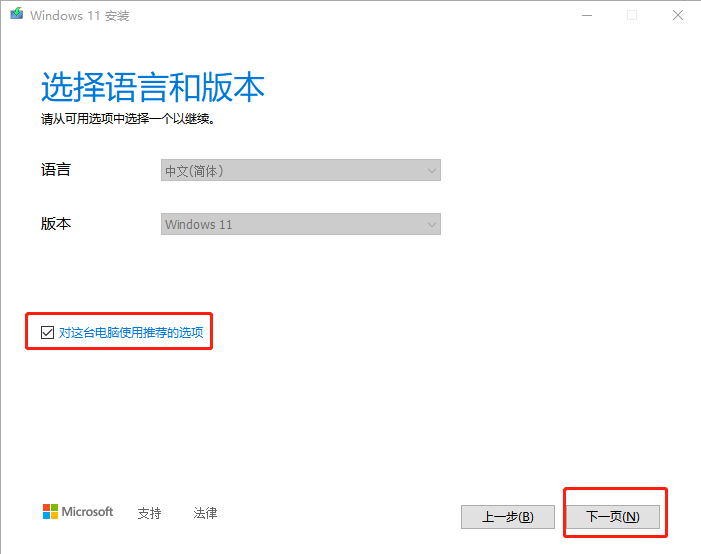 Windows 11 安装
选择语言和版本
请从可用选项中选择一个以继续。
语言
中文(简体)
版本
Windows 11
对这台电脑使用推荐的选项
Microsoft 支持 法律
上一步(B) 下一页(N)